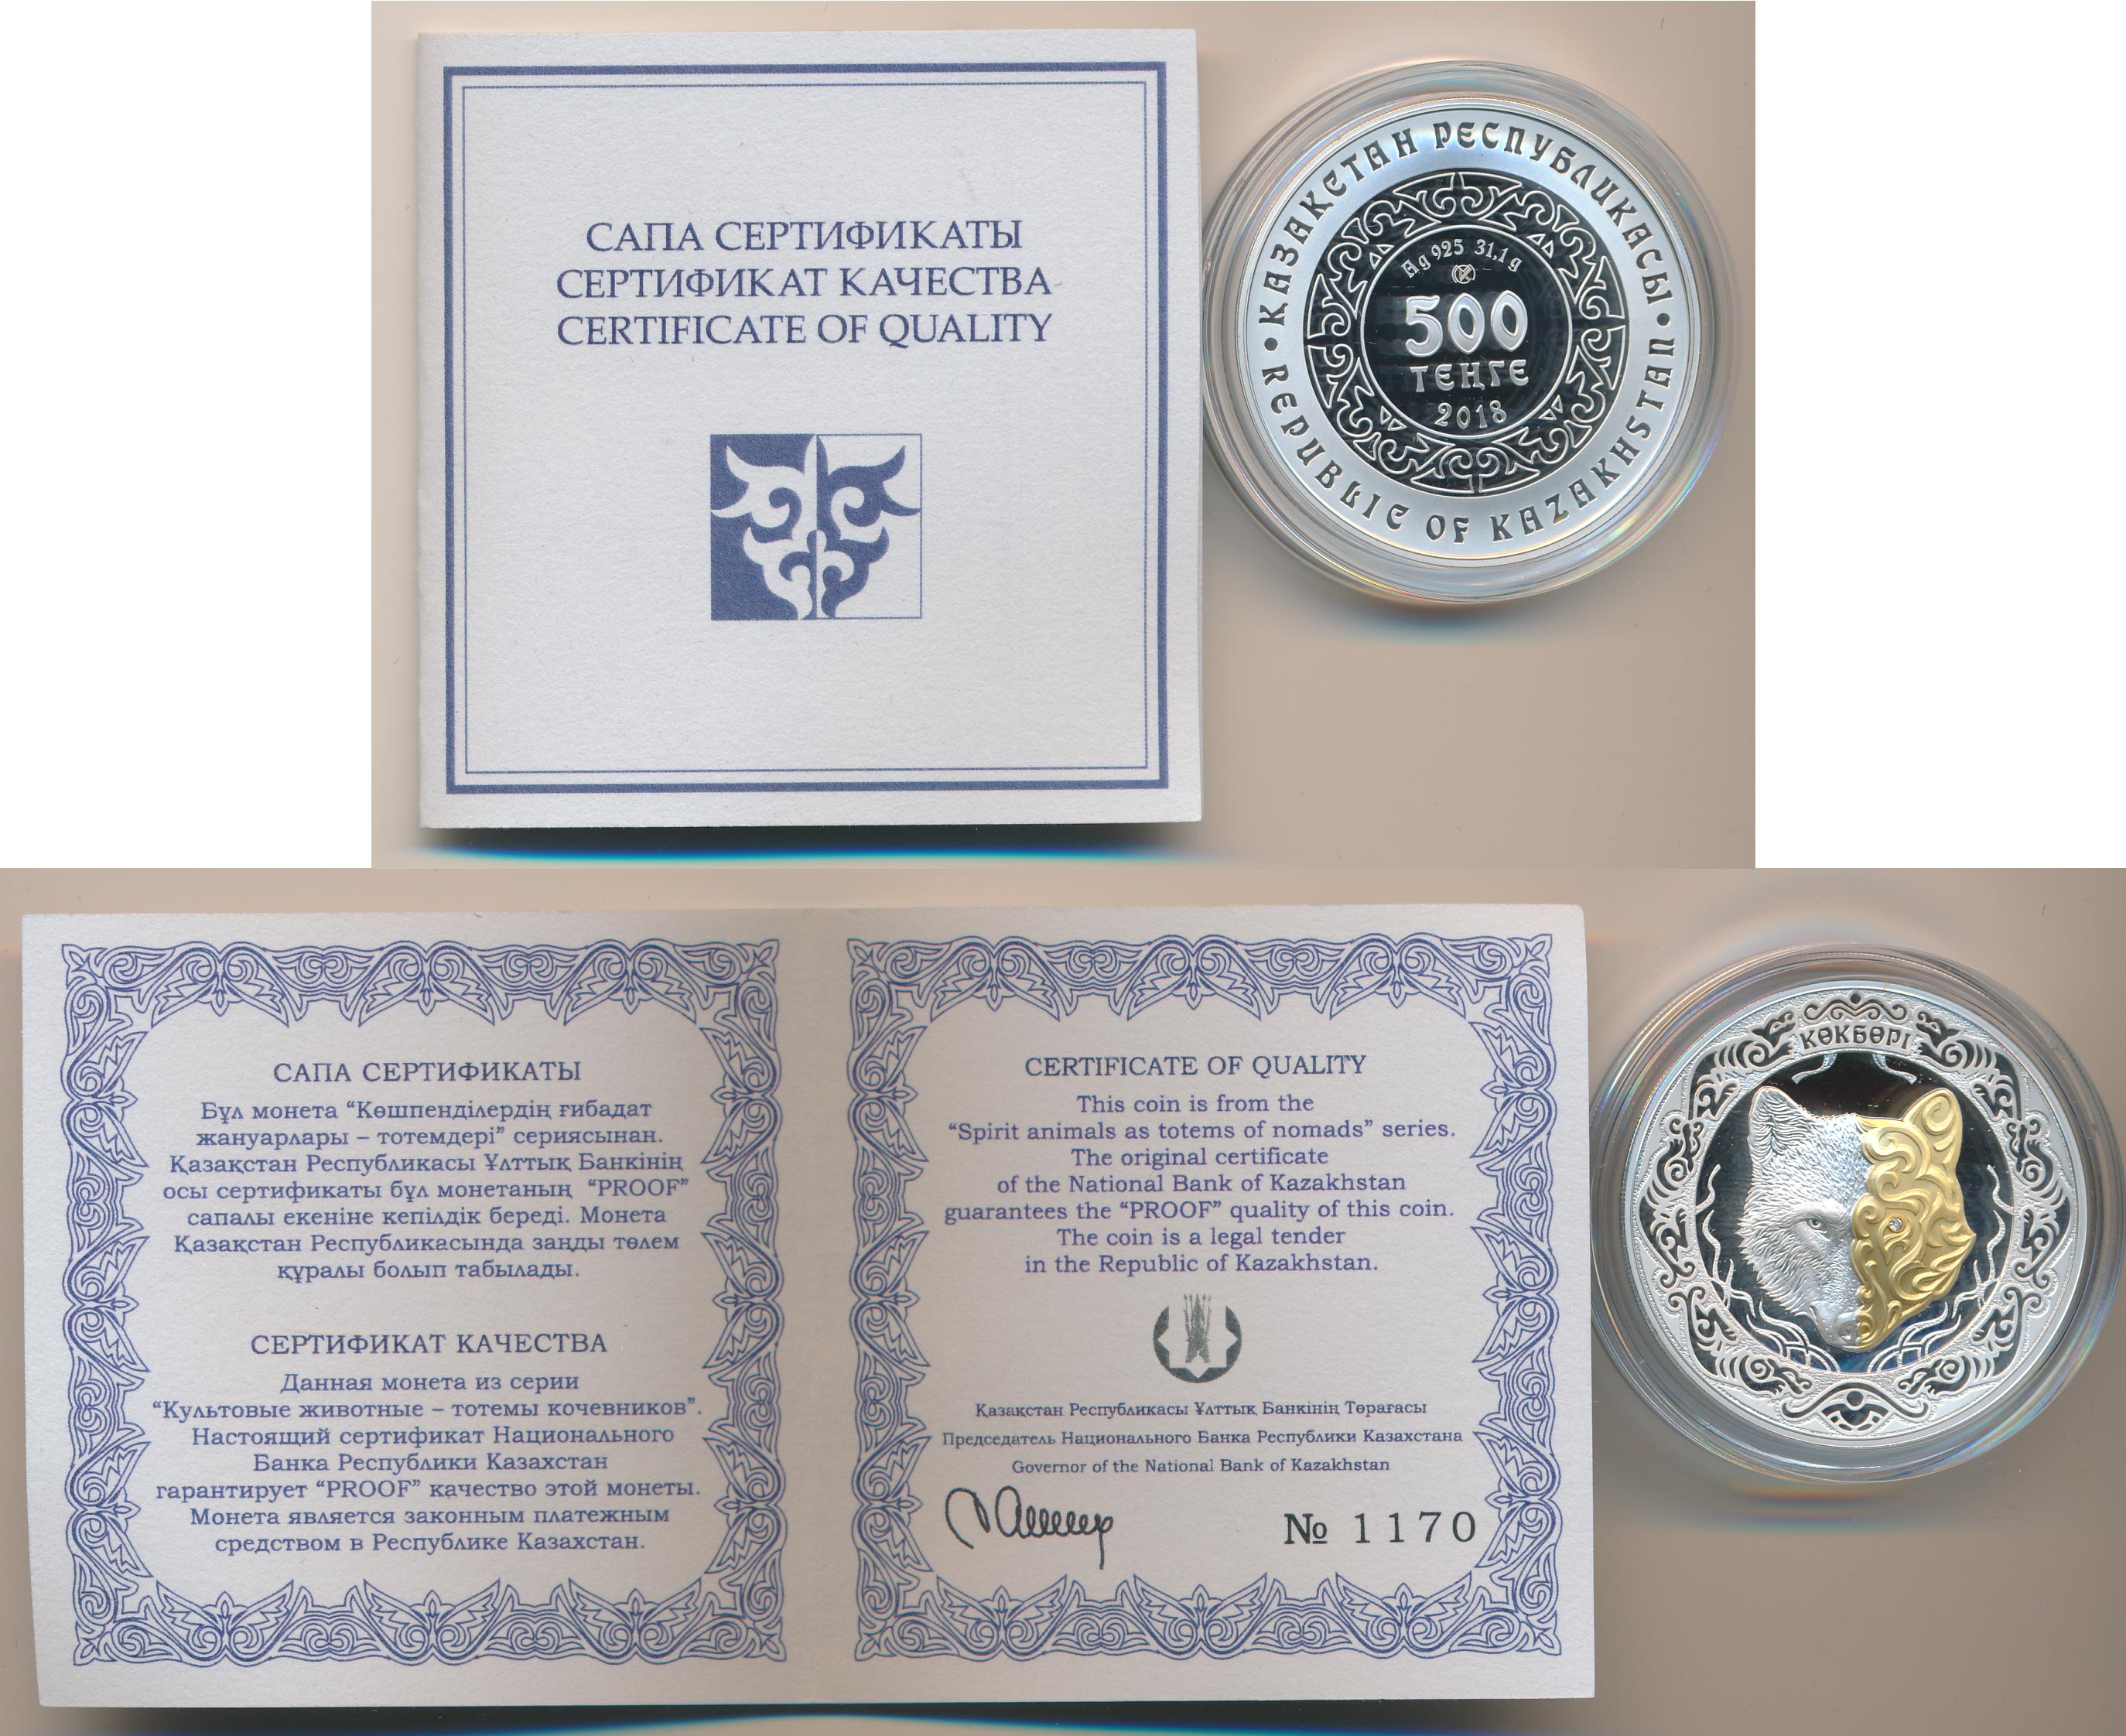 САПА СЕРТИФИКАТЫ
СЕРТИФИКАТ КАЧЕСТВА
CERTIFICATE OF QUALITY
• ҚАЗАҚСТАН РЕСПУБЛИКАСЫ •
REPUBLIC OF KAZAKHSTAN
Ag 925 31,1g
500
ТЕҢГЕ
2018
САПА СЕРТИФИКАТЫ
Бұл монета “Көшпенділердің ғибадат
жануарлары – тотемдері” сериясынан.
Қазақстан Республикасы Ұлттық Банкінің
осы сертификаты бұл монетаның “PROOF”
сапалы екеніне кепілдік береді. Монета
Қазақстан Республикасында заңды төлем
құралы болып табылады.
СЕРТИФИКАТ КАЧЕСТВА
Данная монета из серии
“Культовые животные – тотемы кочевников”.
Настоящий сертификат Национального
Банка Республики Казахстан
гарантирует “PROOF” качество этой монеты.
Монета является законным платежным
средством в Республике Казахстан.
CERTIFICATE OF QUALITY
This coin is from the
“Spirit animals as totems of nomads” series.
The original certificate
of the National Bank of Kazakhstan
guarantees the “PROOF” quality of this coin.
The coin is a legal tender
in the Republic of Kazakhstan.
Қазақстан Республикасы Ұлттық Банкінің Төрағасы
Председатель Национального Банка Республики Казахстана
Governor of the National Bank of Kazakhstan
№ 1170
КӨКБӨРІ